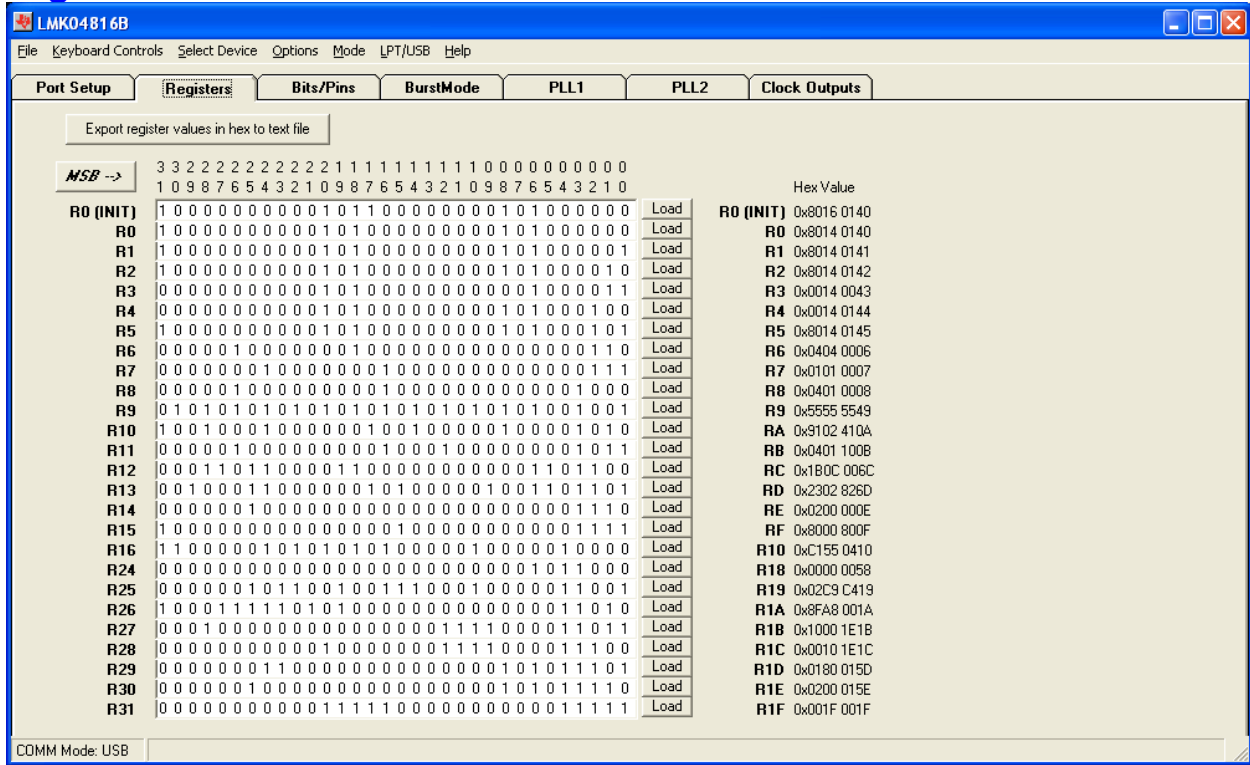 LMK04816B
File Keyboard Controls Select Device Options Mode LPT/USB Help
Port Setup Registers Bits/Pins BurstMode PLL1 PLL2 Clock Outputs
Export register values in hex to text file
MSB --> 3 3 2 2 2 2 2 2 2 2 2 2 1 1 1 1 1 1 1 1 1 1 0 0 0 0 0 0 0 0 0 0
1 0 9 8 7 6 5 4 3 2 1 0 9 8 7 6 5 4 3 2 1 0 9 8 7 6 5 4 3 2 1 0 Hex Value
R0 (INIT) 1 0 0 0 0 0 0 0 0 0 0 1 0 1 1 0 0 0 0 0 0 0 0 1 0 1 0 0 0 0 0 0 Load R0 (INIT) 0x8016 0140
R0 1 0 0 0 0 0 0 0 0 0 0 1 0 1 0 0 0 0 0 0 0 0 0 1 0 1 0 0 0 0 0 0 Load R0 0x8014 0140
R1 1 0 0 0 0 0 0 0 0 0 0 1 0 1 0 0 0 0 0 0 0 0 0 1 0 1 0 0 0 0 0 1 Load R1 0x8014 0141
R2 1 0 0 0 0 0 0 0 0 0 0 1 0 1 0 0 0 0 0 0 0 0 0 1 0 1 0 0 0 0 1 0 Load R2 0x8014 0142
R3 0 0 0 0 0 0 0 0 0 0 0 1 0 1 0 0 0 0 0 0 0 0 0 0 0 1 0 0 0 0 1 1 Load R3 0x0014 0043
R4 0 0 0 0 0 0 0 0 0 0 0 1 0 1 0 0 0 0 0 0 0 0 0 1 0 1 0 0 0 1 0 0 Load R4 0x0014 0144
R5 1 0 0 0 0 0 0 0 0 0 0 1 0 1 0 0 0 0 0 0 0 0 0 1 0 1 0 0 0 1 0 1 Load R5 0x8014 0145
R6 0 0 0 0 0 1 0 0 0 0 0 0 0 1 0 0 0 0 0 0 0 0 0 0 0 0 0 0 0 1 1 0 Load R6 0x0404 0006
R7 0 0 0 0 0 0 0 1 0 0 0 0 0 0 0 1 0 0 0 0 0 0 0 0 0 0 0 0 0 1 1 1 Load R7 0x0101 0007
R8 0 0 0 0 0 1 0 0 0 0 0 0 0 0 0 1 0 0 0 0 0 0 0 0 0 0 0 0 1 0 0 0 Load R8 0x0401 0008
R9 0 1 0 1 0 1 0 1 0 1 0 1 0 1 0 1 0 1 0 1 0 1 0 1 0 1 0 0 1 0 0 1 Load R9 0x5555 5549
R10 1 0 0 1 0 0 0 1 0 0 0 0 0 0 1 0 0 1 0 0 0 0 0 1 0 0 0 0 1 0 1 0 Load RA 0x9102 410A
R11 0 0 0 0 0 1 0 0 0 0 0 0 0 0 0 1 0 0 0 1 0 0 0 0 0 0 0 0 1 0 1 1 Load RB 0x0401 100B
R12 0 0 0 1 1 0 1 1 0 0 0 0 1 1 0 0 0 0 0 0 0 0 0 0 0 1 1 0 1 1 0 0 Load RC 0x1B0C 006C
R13 0 0 1 0 0 0 1 1 0 0 0 0 0 0 1 0 1 0 0 0 0 0 1 0 0 1 1 0 1 1 0 1 Load RD 0x2302 826D
R14 0 0 0 0 0 0 1 0 0 0 0 0 0 0 0 0 0 0 0 0 0 0 0 0 0 0 0 0 1 1 1 0 Load RE 0x0200 000E
R15 1 0 0 0 0 0 0 0 0 0 0 0 0 0 0 0 1 0 0 0 0 0 0 0 0 0 0 0 1 1 1 1 Load RF 0x8000 800F
R16 1 1 0 0 0 0 0 1 0 1 0 1 0 1 0 1 0 0 0 0 0 1 0 0 0 0 0 1 0 0 0 0 Load R10 0xC155 0410
R24 0 0 0 0 0 0 0 0 0 0 0 0 0 0 0 0 0 0 0 0 0 0 0 0 0 1 0 1 1 0 0 0 Load R18 0x0000 0058
R25 0 0 0 0 0 0 1 0 1 1 0 0 1 0 0 1 1 1 0 0 0 1 0 0 0 0 0 1 1 0 0 1 Load R19 0x02C9 C419
R26 1 0 0 0 1 1 1 1 1 0 1 0 1 0 0 0 0 0 0 0 0 0 0 0 0 0 0 1 1 0 1 0 Load R1A 0x8FA8 001A
R27 0 0 0 1 0 0 0 0 0 0 0 0 0 0 0 0 0 0 0 1 1 1 1 0 0 0 0 1 1 0 1 1 Load R1B 0x1000 1E1B
R28 0 0 0 0 0 0 0 0 0 0 0 1 0 0 0 0 0 0 0 1 1 1 1 0 0 0 0 1 1 1 0 0 Load R1C 0x0010 1E1C
R29 0 0 0 0 0 0 0 1 1 0 0 0 0 0 0 0 0 0 0 0 0 0 0 1 0 1 0 1 1 1 0 1 Load R1D 0x0180 015D
R30 0 0 0 0 0 0 1 0 0 0 0 0 0 0 0 0 0 0 0 0 0 0 0 1 0 1 0 1 1 1 1 0 Load R1E 0x0200 015E
R31 0 0 0 0 0 0 0 0 0 0 0 1 1 1 1 1 0 0 0 0 0 0 0 0 0 0 0 1 1 1 1 1 Load R1F 0x001F 001F
COMM Mode: USB